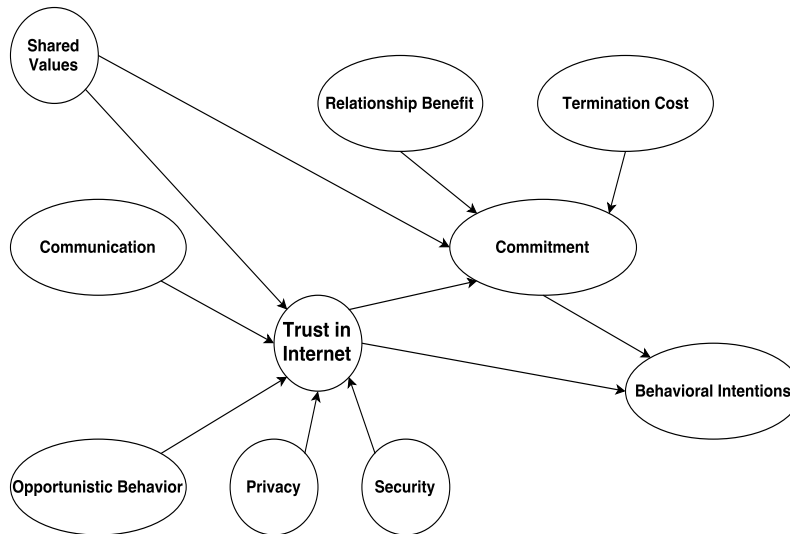 Shared
Values
Relationship Benefit
Termination Cost
Communication
Commitment
Trust in
Internet
Behavioral Intentions
Opportunistic Behavior
Privacy
Security